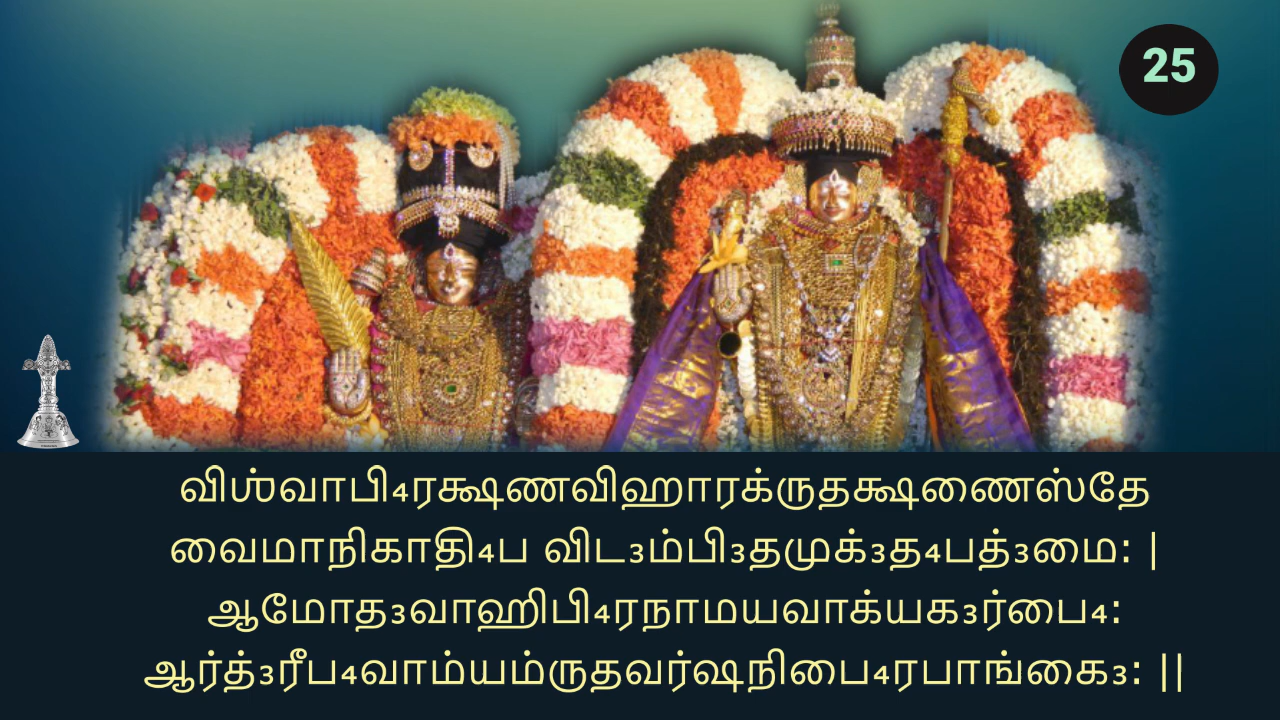 25
விஶ்வாபி₄ரக்ஷணவிஹாரக்ருதக்ஷணைஸ்தே
வைமாநிகாதி₄ப விட₃ம்பி₃தமுக்₃த₄பத்₃மை: |
ஆமோத₃வாஹிபி₄ரநாமயவாக்யக₃ர்பை₄:
ஆர்த்₃ரீப₄வாம்யம்ருதவர்ஷநிபை₄ரபாங்கை₃: ||